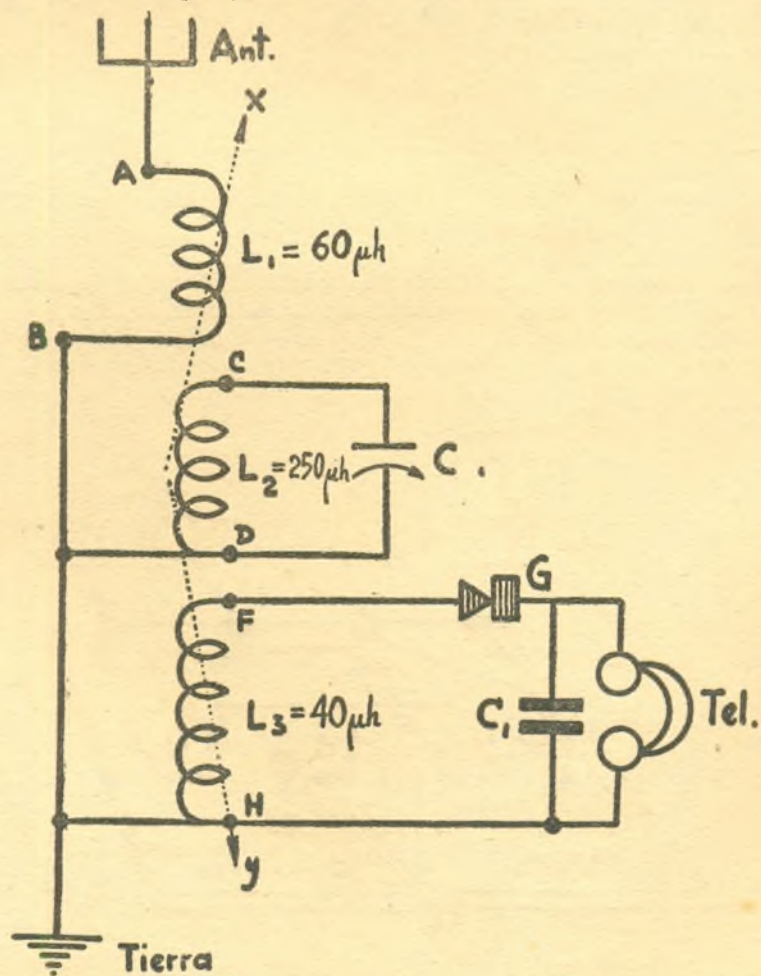 Ant.
x
A
L₁ = 60μh
B
C
L₂ = 250μh
C.
D
G
F
L₃ = 40μh
C₁
Tel.
H
y
Tierra